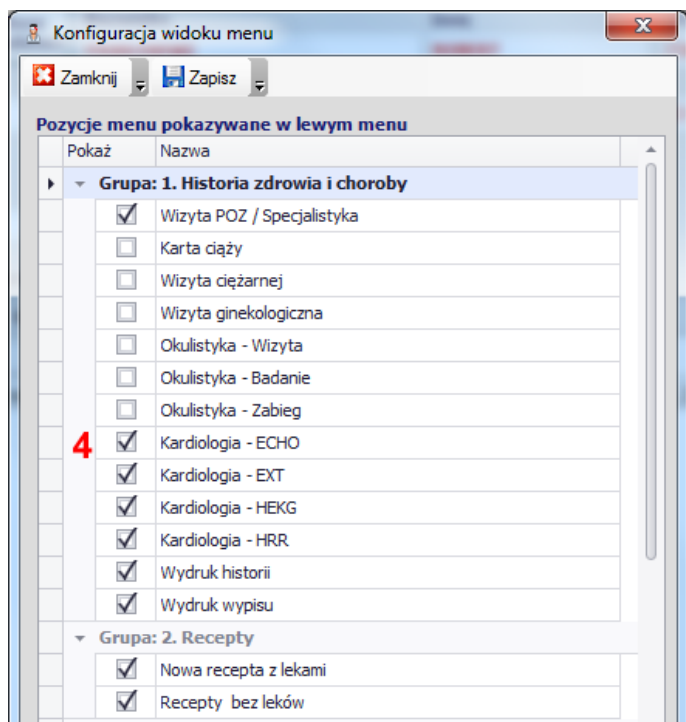 Konfiguracja widoku menu
Zamknij Zapisz
Pozycje menu pokazywane w lewym menu
Pokaż Nazwa
Grupa: 1. Historia zdrowia i choroby
Wizyta POZ / Specjalistyka
Karta ciąży
Wizyta ciężarnej
Wizyta ginekologiczna
Okulistyka - Wizyta
Okulistyka - Badanie
Okulistyka - Zabieg
4 Kardiologia - ECHO
Kardiologia - EXT
Kardiologia - HEKG
Kardiologia - HRR
Wydruk historii
Wydruk wypisu
Grupa: 2. Recepty
Nowa recepta z lekami
Recepty bez leków